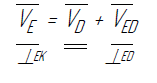 V_E = V_D + V_ED
⊥EK ⊥ED